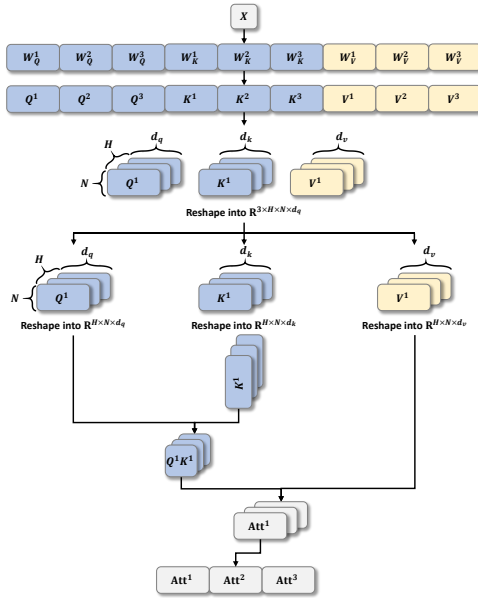 X
W_Q^1 W_Q^2 W_Q^3 W_K^1 W_K^2 W_K^3 W_V^1 W_V^2 W_V^3
Q^1 Q^2 Q^3 K^1 K^2 K^3 V^1 V^2 V^3
H d_q d_k d_v
N Q^1 K^1 V^1
Reshape into R^{3×H×N×d_q}
H d_q d_k d_v
N Q^1 K^1 V^1
Reshape into R^{H×N×d_q} Reshape into R^{H×N×d_k} Reshape into R^{H×N×d_v}
K^1
Q^1K^1
Att^1
Att^1 Att^2 Att^3